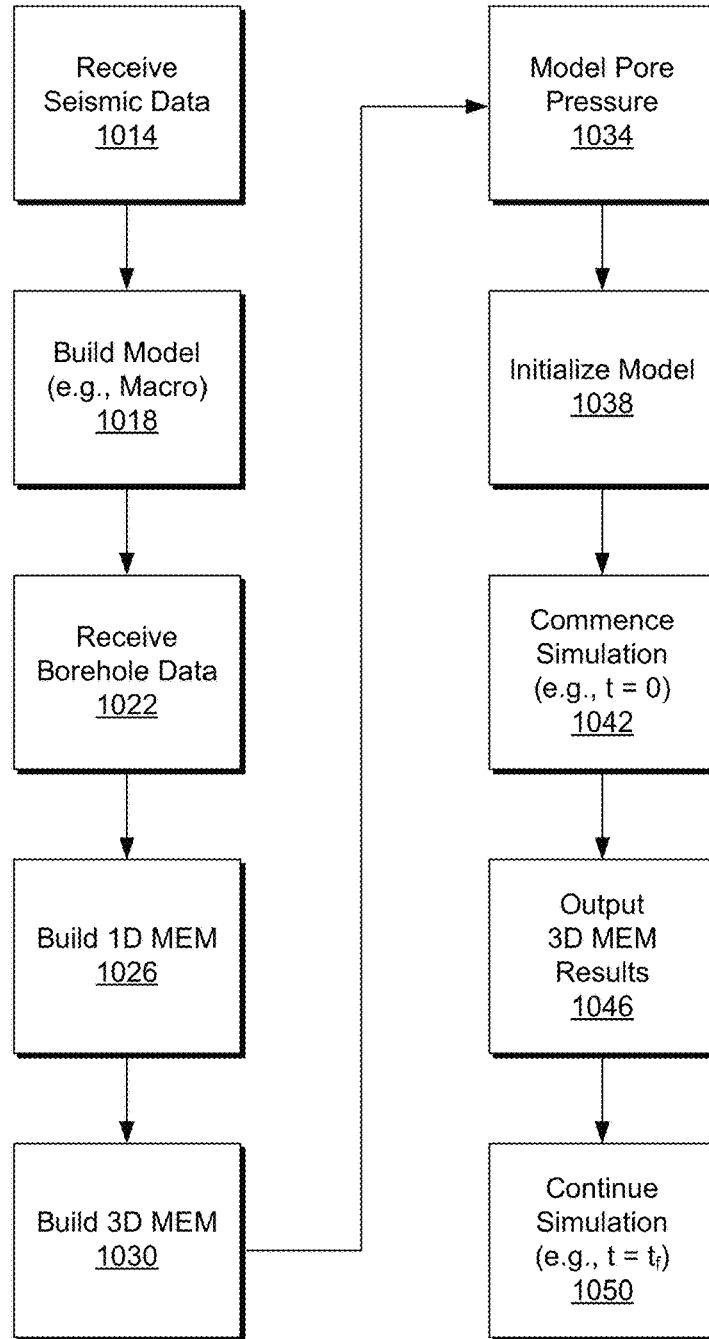 Receive
Seismic Data
1014
Build Model
(e.g., Macro)
1018
Receive
Borehole Data
1022
Build 1D MEM
1026
Build 3D MEM
1030
Model Pore
Pressure
1034
Initialize Model
1038
Commence
Simulation
(e.g., t = 0)
1042
Output
3D MEM
Results
1046
Continue
Simulation
(e.g., t = tf)
1050